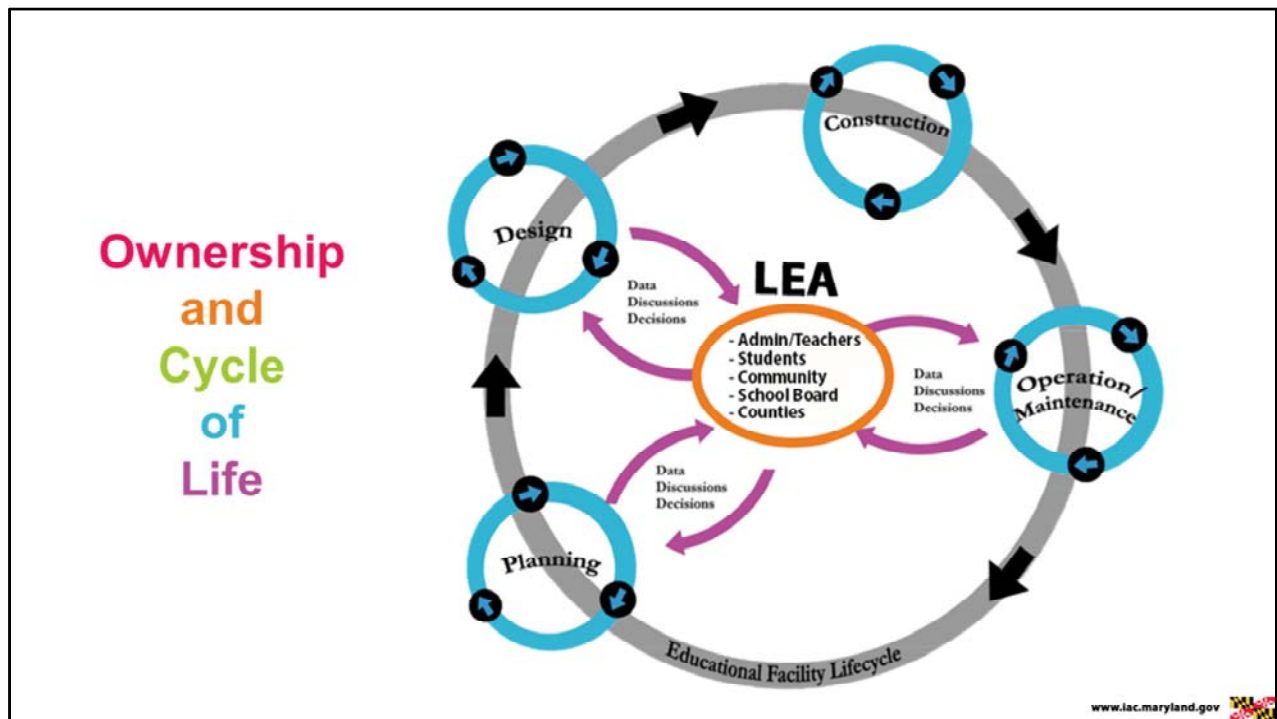 Ownership
and
Cycle
of
Life
Construction
Design
Data
Discussions
Decisions
LEA
- Admin/Teachers
- Students
- Community
- School Board
- Counties
Data
Discussions
Decisions
Operation/
Maintenance
Data
Discussions
Decisions
Planning
Educational Facility Lifecycle
www.iac.maryland.gov